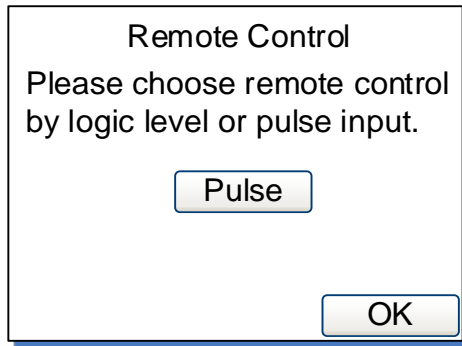 Remote Control
Please choose remote control
by logic level or pulse input.
Pulse
OK